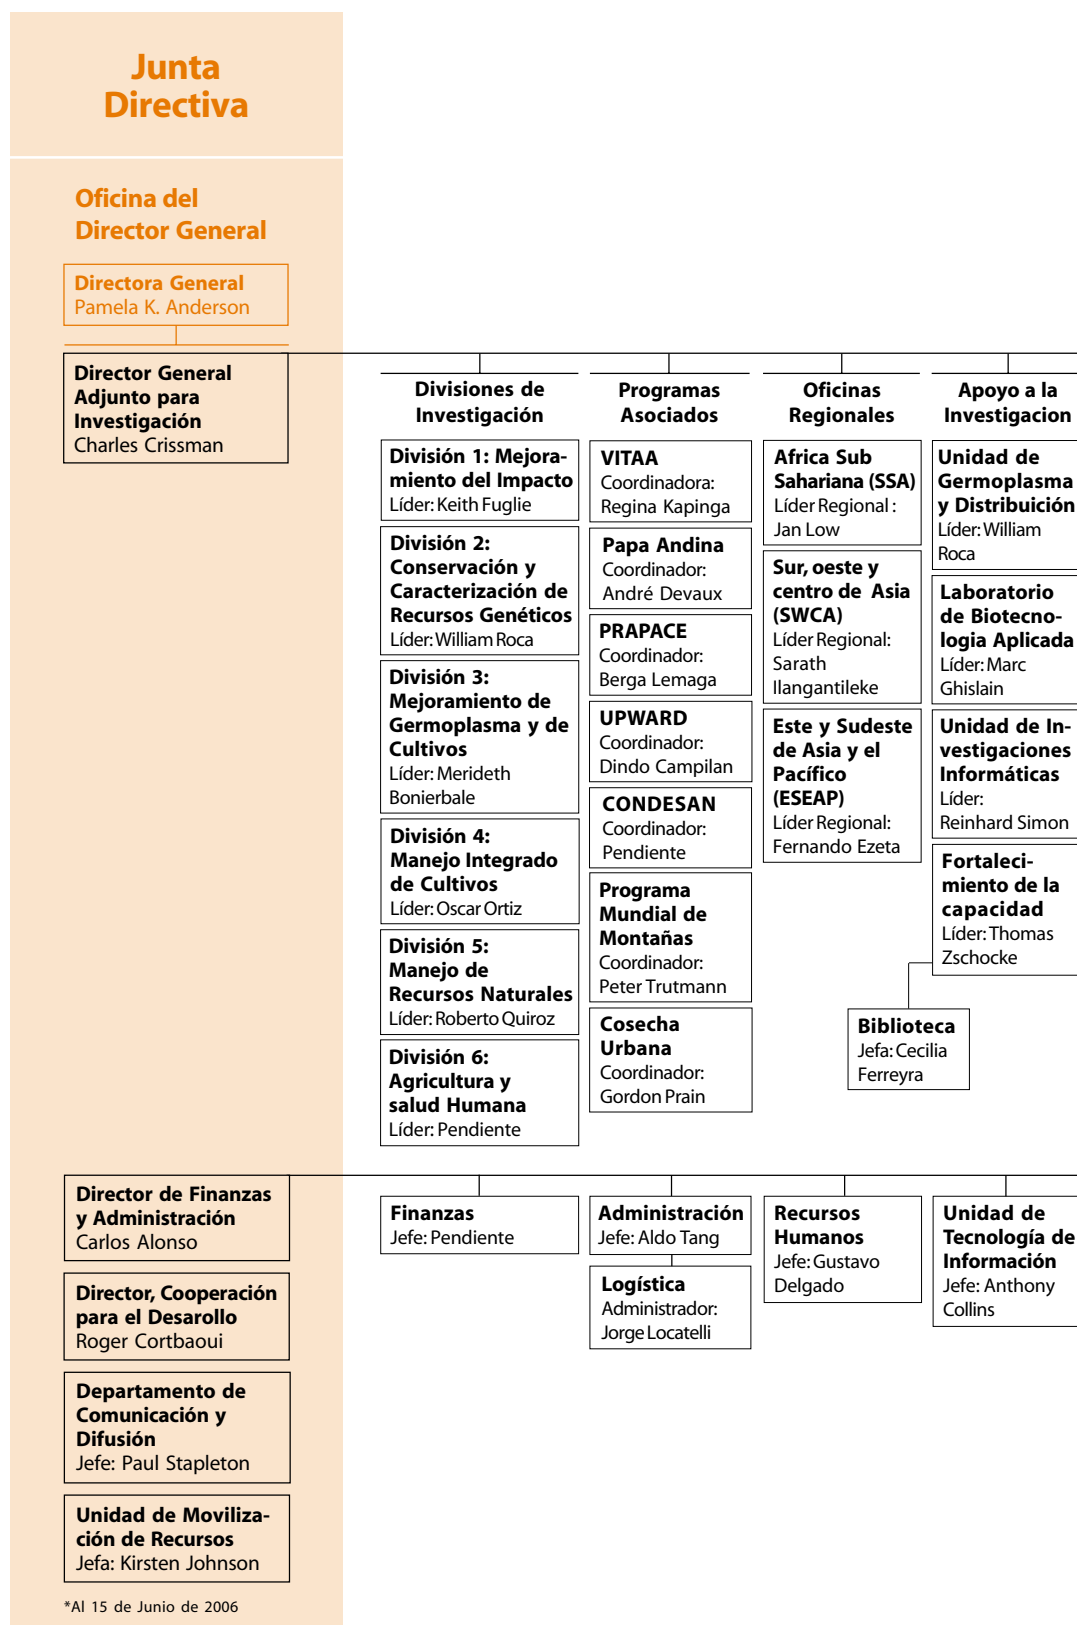 Junta
Directiva
Oficina del
Director General
Directora General
Pamela K. Anderson
Director General
Adjunto para
Investigación
Charles Crissman
Divisiones de
Investigación
División 1: Mejora-
miento del Impacto
Líder: Keith Fuglie
División 2:
Conservación y
Caracterización de
Recursos Genéticos
Líder: William Roca
División 3:
Mejoramiento de
Germoplasma y de
Cultivos
Líder: Merideth
Bonierbale
División 4:
Manejo Integrado
de Cultivos
Líder: Oscar Ortiz
División 5:
Manejo de
Recursos Naturales
Líder: Roberto Quiroz
División 6:
Agricultura y
salud Humana
Líder: Pendiente
Programas
Asociados
VITAA
Coordinadora:
Regina Kapinga
Papa Andina
Coordinador:
André Devaux
PRAPACE
Coordinador:
Berga Lemaga
UPWARD
Coordinador:
Dindo Campilan
CONDESAN
Coordinador:
Pendiente
Programa
Mundial de
Montañas
Coordinador:
Peter Trutmann
Cosecha
Urbana
Coordinador:
Gordon Prain
Oficinas
Regionales
Africa Sub
Sahariana (SSA)
Líder Regional :
Jan Low
Sur, oeste y
centro de Asia
(SWCA)
Líder Regional:
Sarath
Ilangantileke
Este y Sudeste
de Asia y el
Pacífico
(ESEAP)
Líder Regional:
Fernando Ezeta
Apoyo a la
Investigacion
Unidad de
Germoplasma
y Distribuición
Líder: William
Roca
Laboratorio
de Biotecno-
logia Aplicada
Líder: Marc
Ghislain
Unidad de In-
vestigaciones
Informáticas
Líder:
Reinhard Simon
Fortaleci-
miento de la
capacidad
Líder: Thomas
Zschocke
Biblioteca
Jefa: Cecilia
Ferreyra
Director de Finanzas
y Administración
Carlos Alonso
Finanzas
Jefe: Pendiente
Administración
Jefe: Aldo Tang
Logística
Administrador:
Jorge Locatelli
Recursos
Humanos
Jefe: Gustavo
Delgado
Unidad de
Tecnología de
Información
Jefe: Anthony
Collins
Director, Cooperación
para el Desarollo
Roger Cortbaoui
Departamento de
Comunicación y
Difusión
Jefe: Paul Stapleton
Unidad de Moviliza-
ción de Recursos
Jefa: Kirsten Johnson
*Al 15 de Junio de 2006